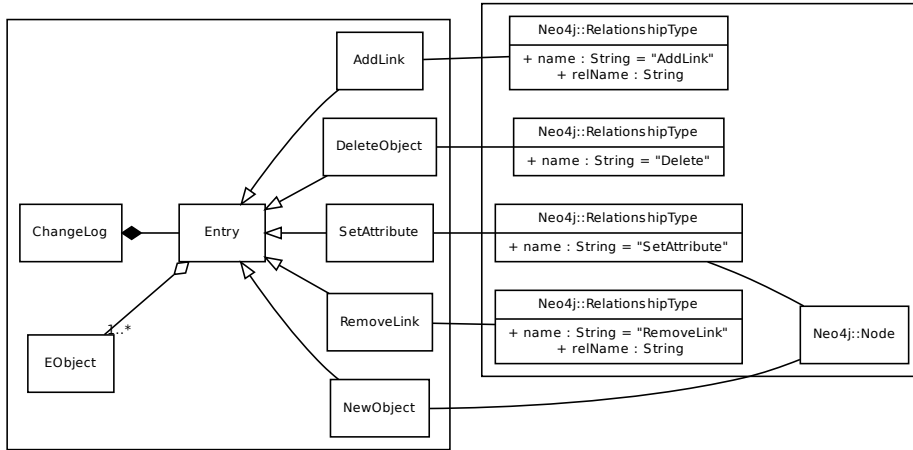 AddLink
DeleteObject
ChangeLog
Entry
SetAttribute
1..*
EObject
RemoveLink
NewObject
Neo4j::RelationshipType
+ name : String = "AddLink"
+ relName : String
Neo4j::RelationshipType
+ name : String = "Delete"
Neo4j::RelationshipType
+ name : String = "SetAttribute"
Neo4j::RelationshipType
+ name : String = "RemoveLink"
+ relName : String
Neo4j::Node